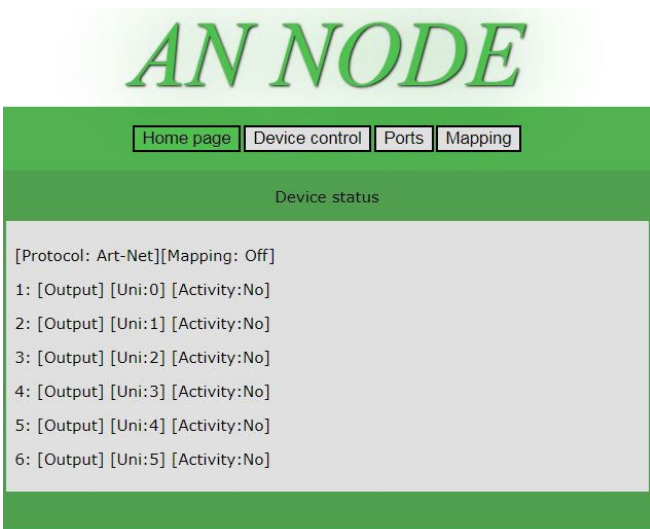 AN NODE
Home page Device control Ports Mapping
Device status
[Protocol: Art-Net][Mapping: Off]
1: [Output] [Uni:0] [Activity:No]
2: [Output] [Uni:1] [Activity:No]
3: [Output] [Uni:2] [Activity:No]
4: [Output] [Uni:3] [Activity:No]
5: [Output] [Uni:4] [Activity:No]
6: [Output] [Uni:5] [Activity:No]